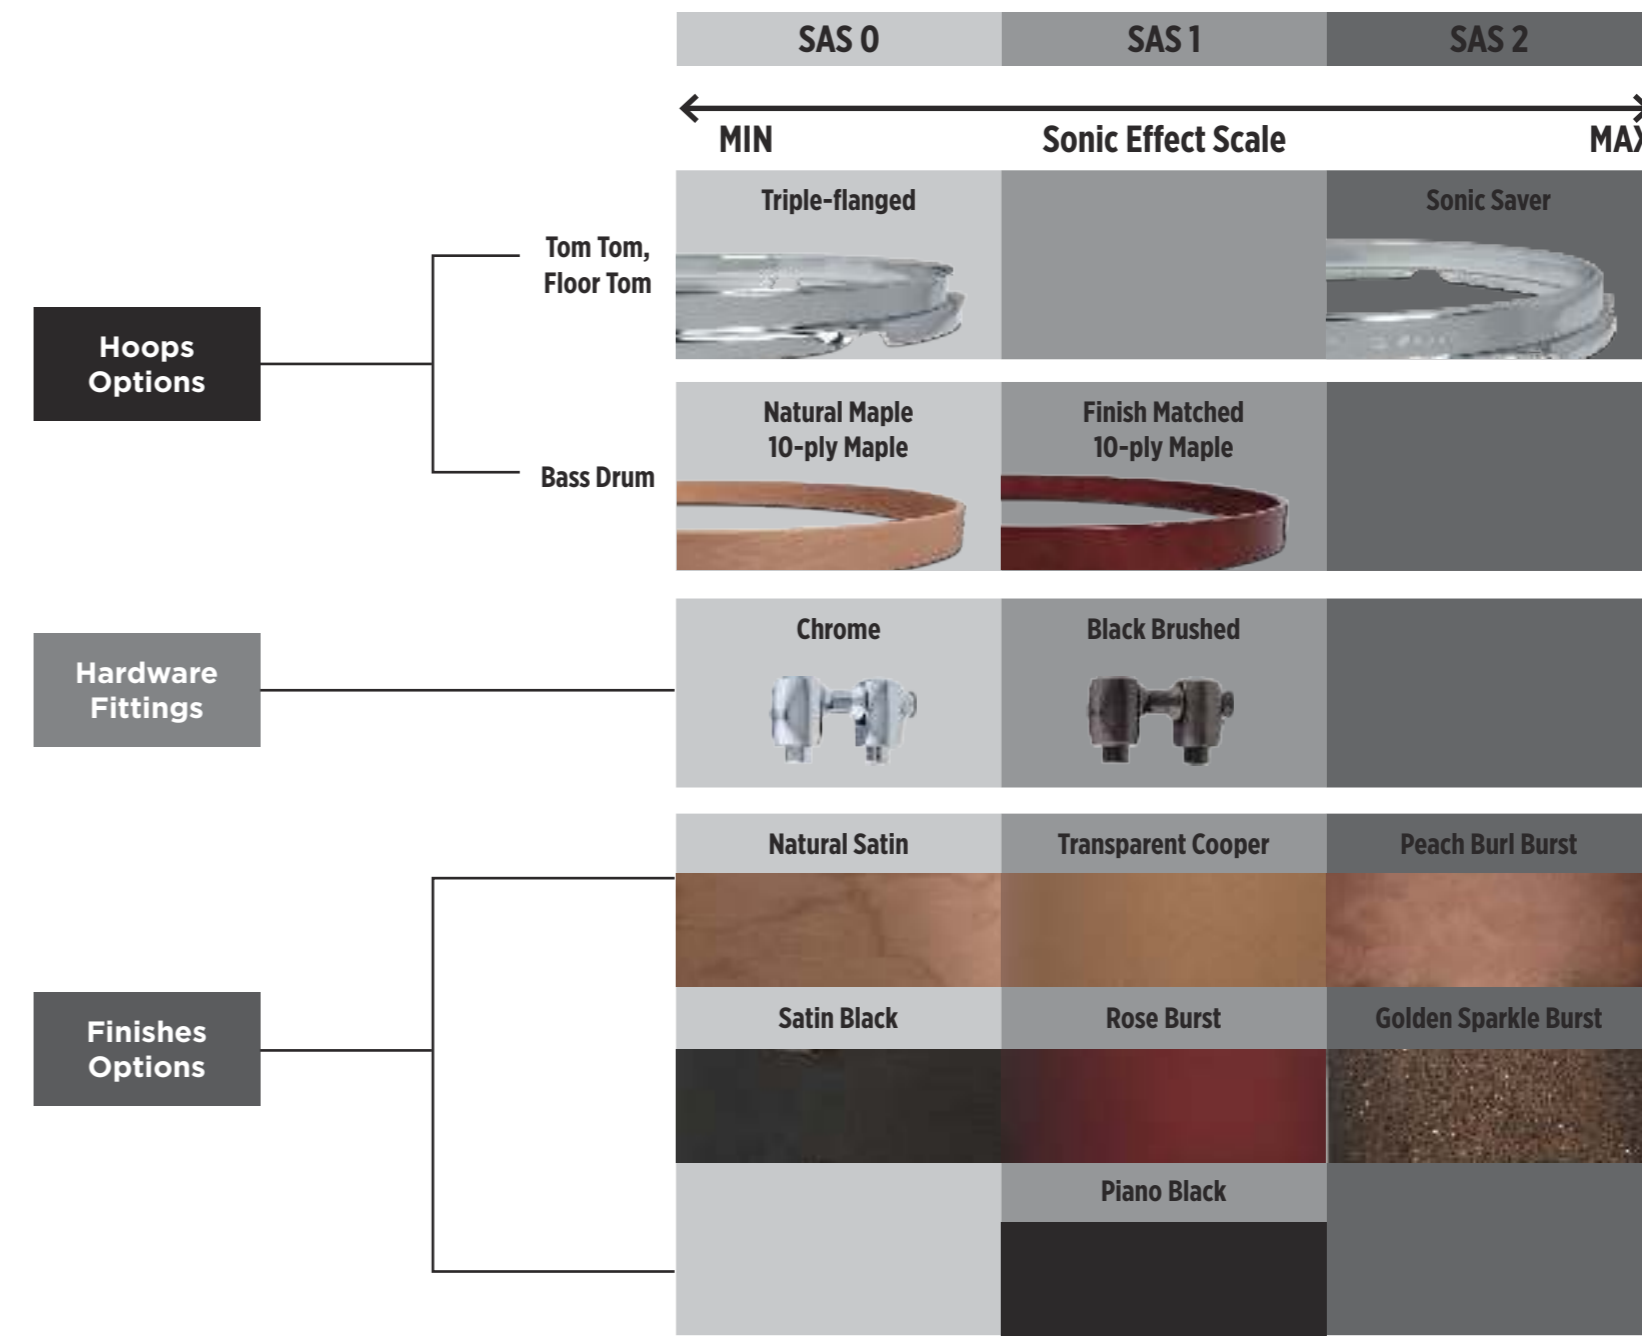 SAS 0
SAS 1
SAS 2
MIN
Sonic Effect Scale
MAX
Triple-flanged
Sonic Saver
Tom Tom,
Floor Tom
Hoops
Options
Natural Maple
10-ply Maple
Finish Matched
10-ply Maple
Bass Drum
Chrome
Black Brushed
Hardware
Fittings
Natural Satin
Transparent Cooper
Peach Burl Burst
Satin Black
Rose Burst
Golden Sparkle Burst
Finishes
Options
Piano Black